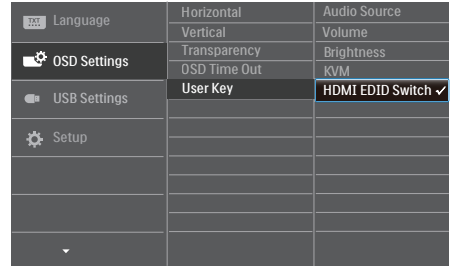 TXT
Language
OSD Settings
USB Settings
Setup
Horizontal
Vertical
Transparency
OSD Time Out
User Key
Audio Source
Volume
Brightness
KVM
HDMI EDID Switch ✓